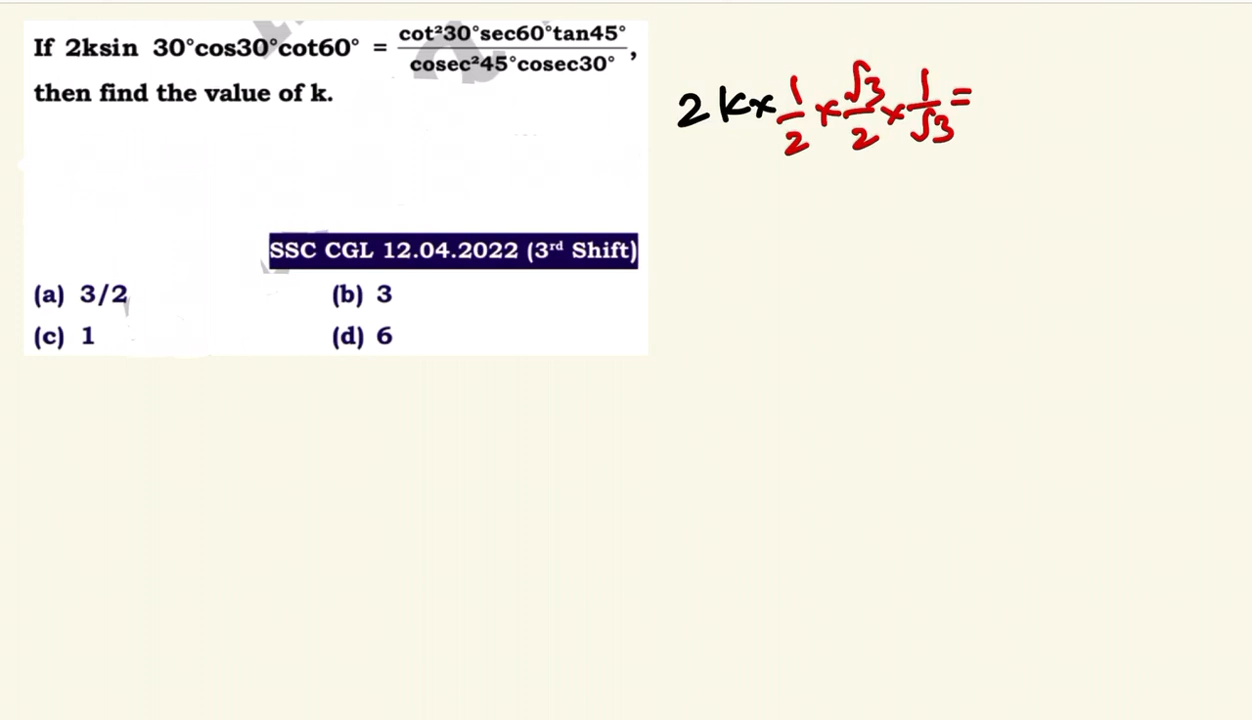 If 2ksin 30°cos30°cot60° = cot²30°sec60°tan45° / cosec²45°cosec30° ,
then find the value of k.
2k× 1/2 × √3/2 × 1/√3 =
SSC CGL 12.04.2022 (3rd Shift)
(a) 3/2 (b) 3
(c) 1 (d) 6